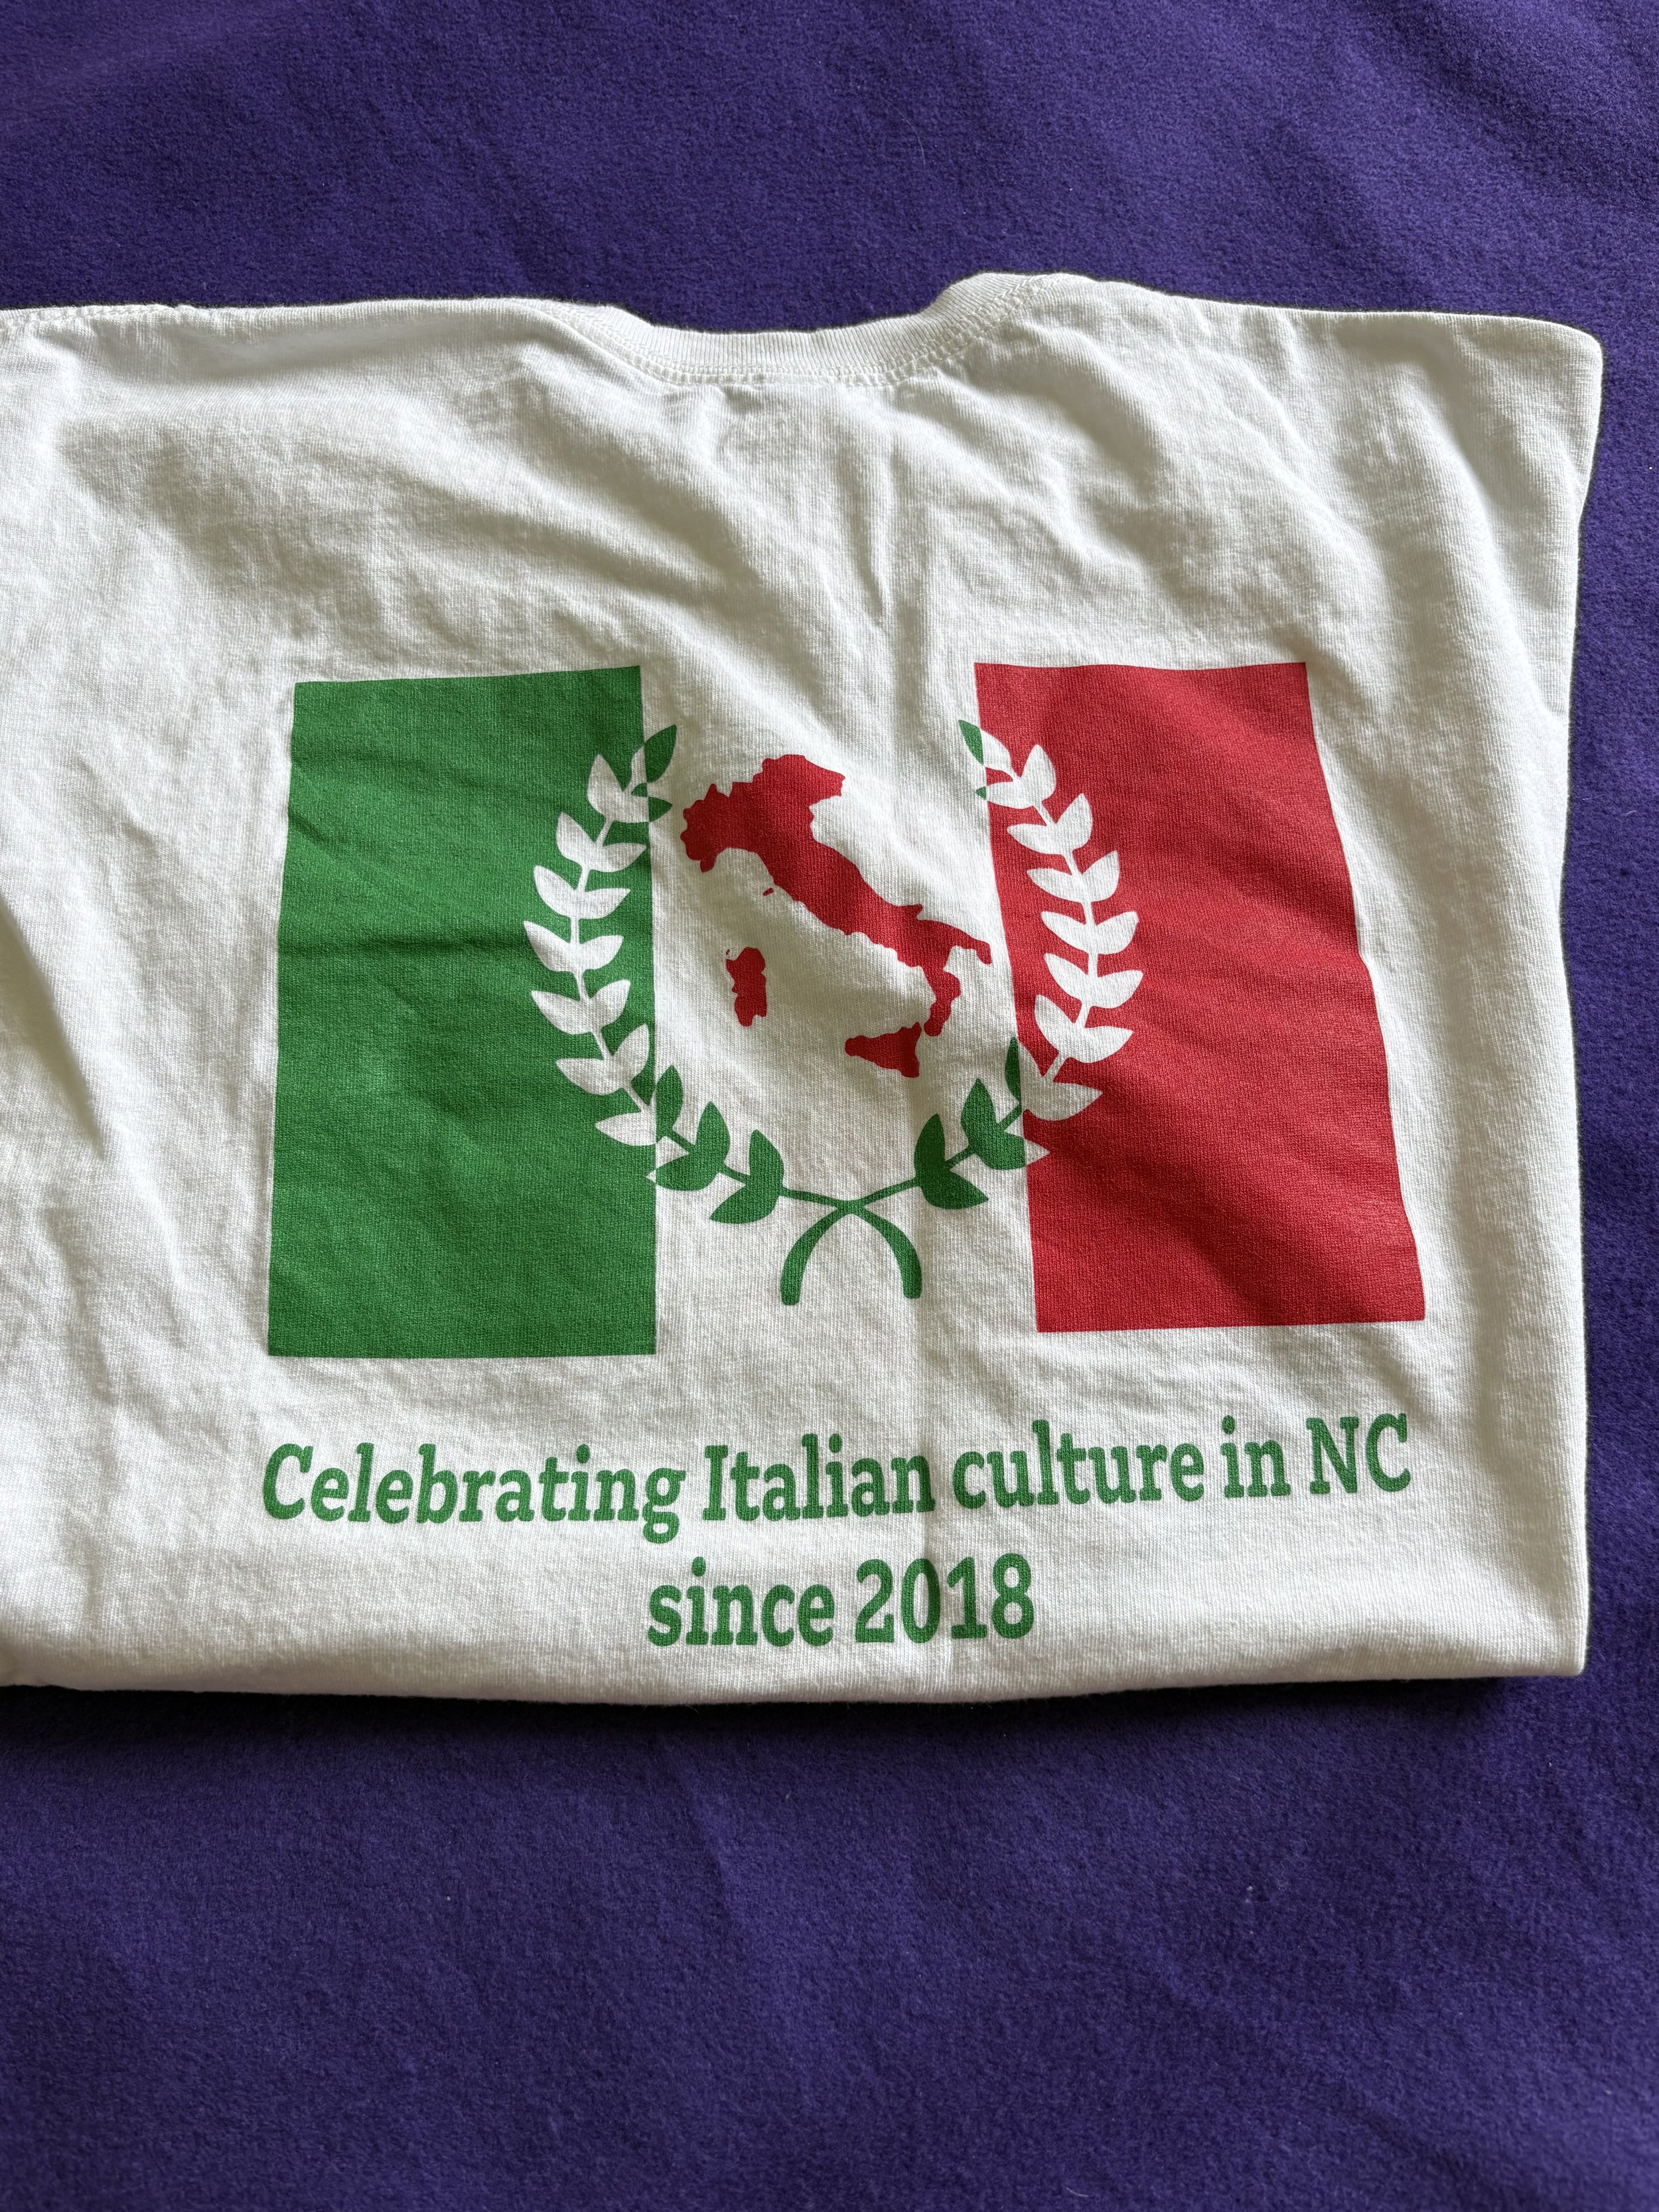 Celebrating Italian culture in NC
since 2018